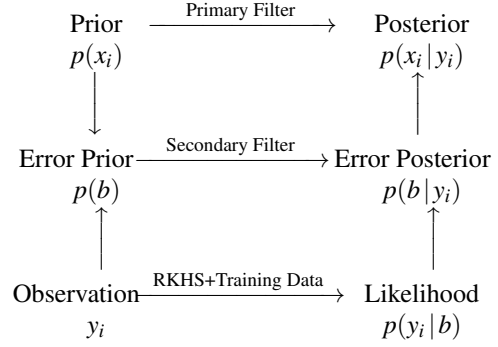 Prior Primary Filter Posterior
p(x_i) p(x_i | y_i)
Error Prior Secondary Filter Error Posterior
p(b) p(b | y_i)
Observation RKHS+Training Data Likelihood
y_i p(y_i | b)